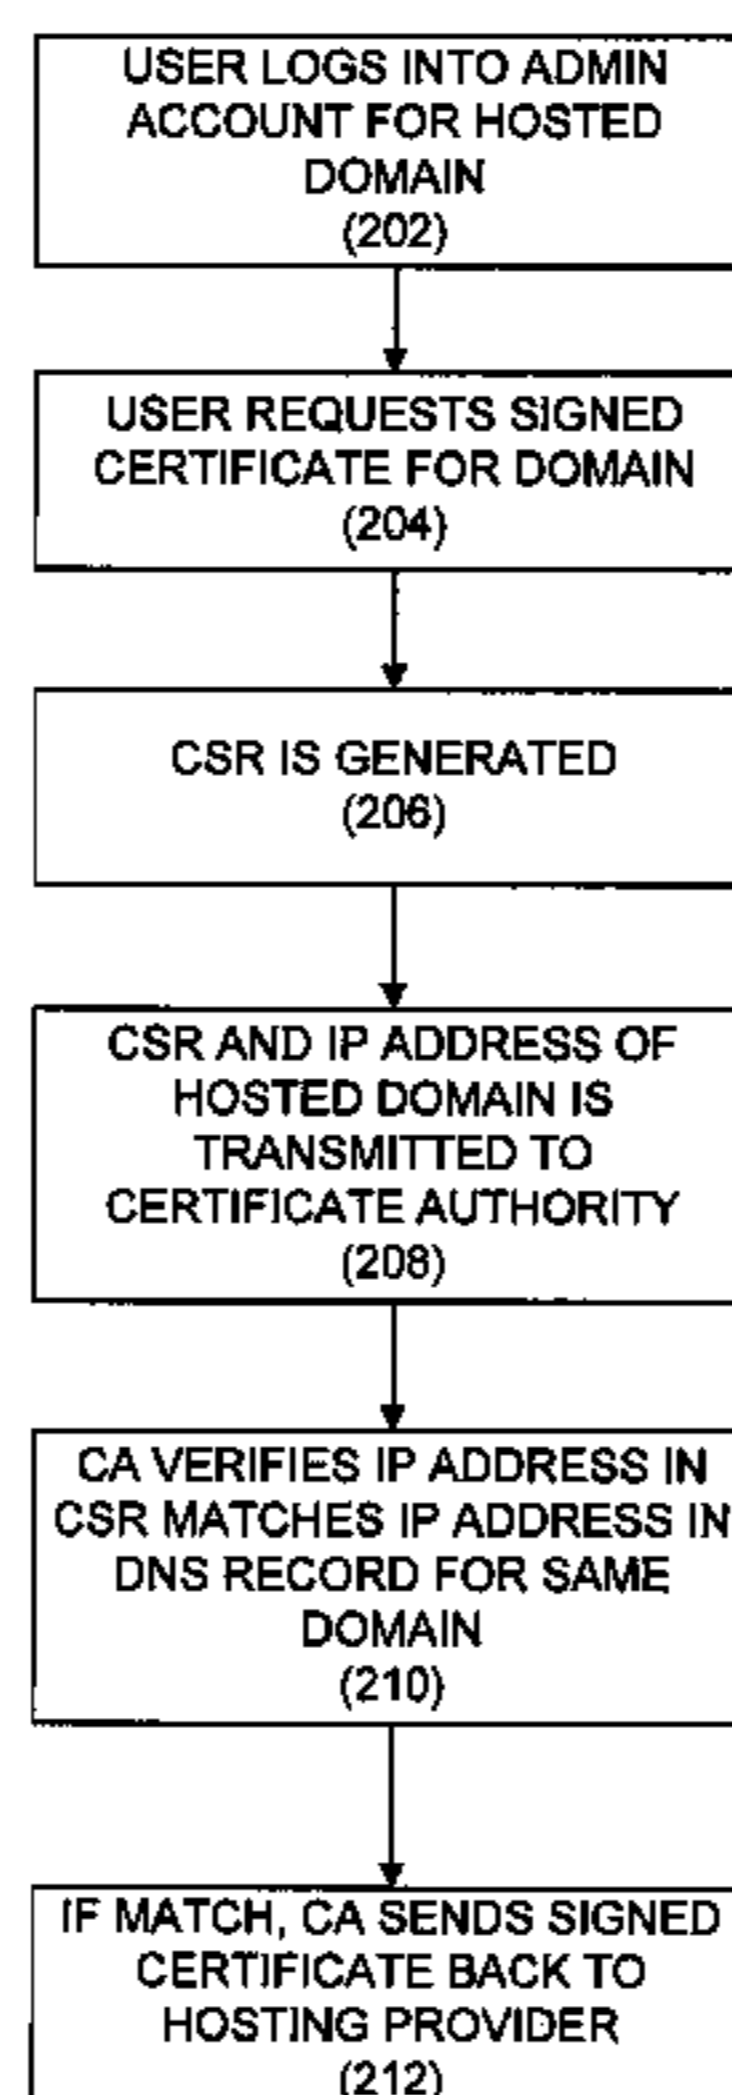 USER LOGS INTO ADMIN
ACCOUNT FOR HOSTED
DOMAIN
(202)
USER REQUESTS SIGNED
CERTIFICATE FOR DOMAIN
(204)
CSR IS GENERATED
(206)
CSR AND IP ADDRESS OF
HOSTED DOMAIN IS
TRANSMITTED TO
CERTIFICATE AUTHORITY
(208)
CA VERIFIES IP ADDRESS IN
CSR MATCHES IP ADDRESS IN
DNS RECORD FOR SAME
DOMAIN
(210)
IF MATCH, CA SENDS SIGNED
CERTIFICATE BACK TO
HOSTING PROVIDER
(212)